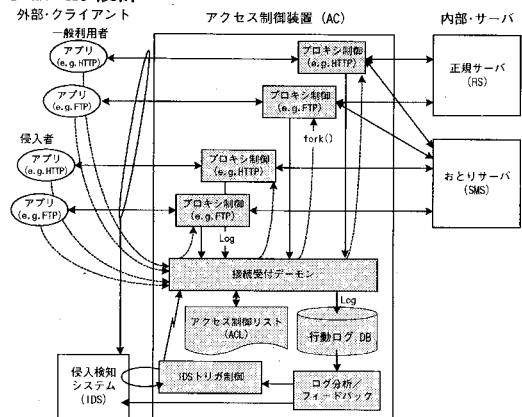 外部・クライアント
アクセス制御装置 (AC)
内部・サーバ
一般利用者
アプリ
(e.g. HTTP)
プロキシ制御
(e.g. HTTP)
正規サーバ
(RS)
アプリ
(e.g. FTP)
プロキシ制御
(e.g. FTP)
fork()
侵入者
アプリ
(e.g. HTTP)
プロキシ制御
(e.g. HTTP)
おとりサーバ
(SMS)
アプリ
(e.g. FTP)
プロキシ制御
(e.g. FTP)
Log
接続受付デーモン
Log
アクセス制御リスト
(ACL)
行動ログ DB
侵入検知
システム
(IDS)
IDSトリガ制御
ログ分析/
フィードバック